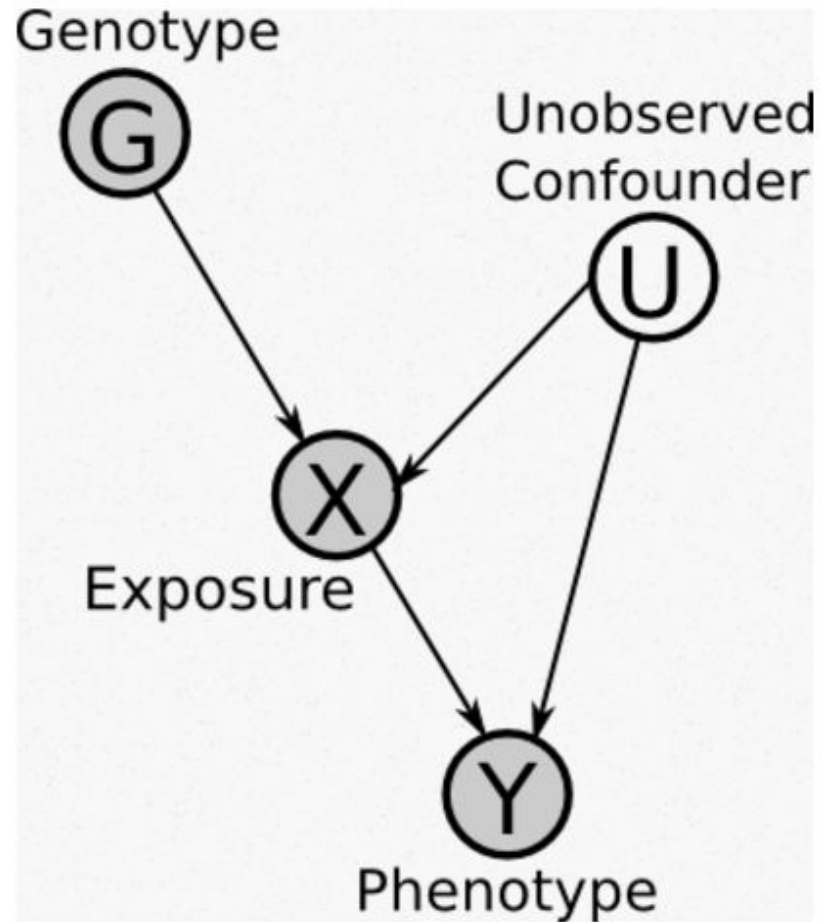 Genotype
G
Unobserved
Confounder
U
X
Exposure
Y
Phenotype